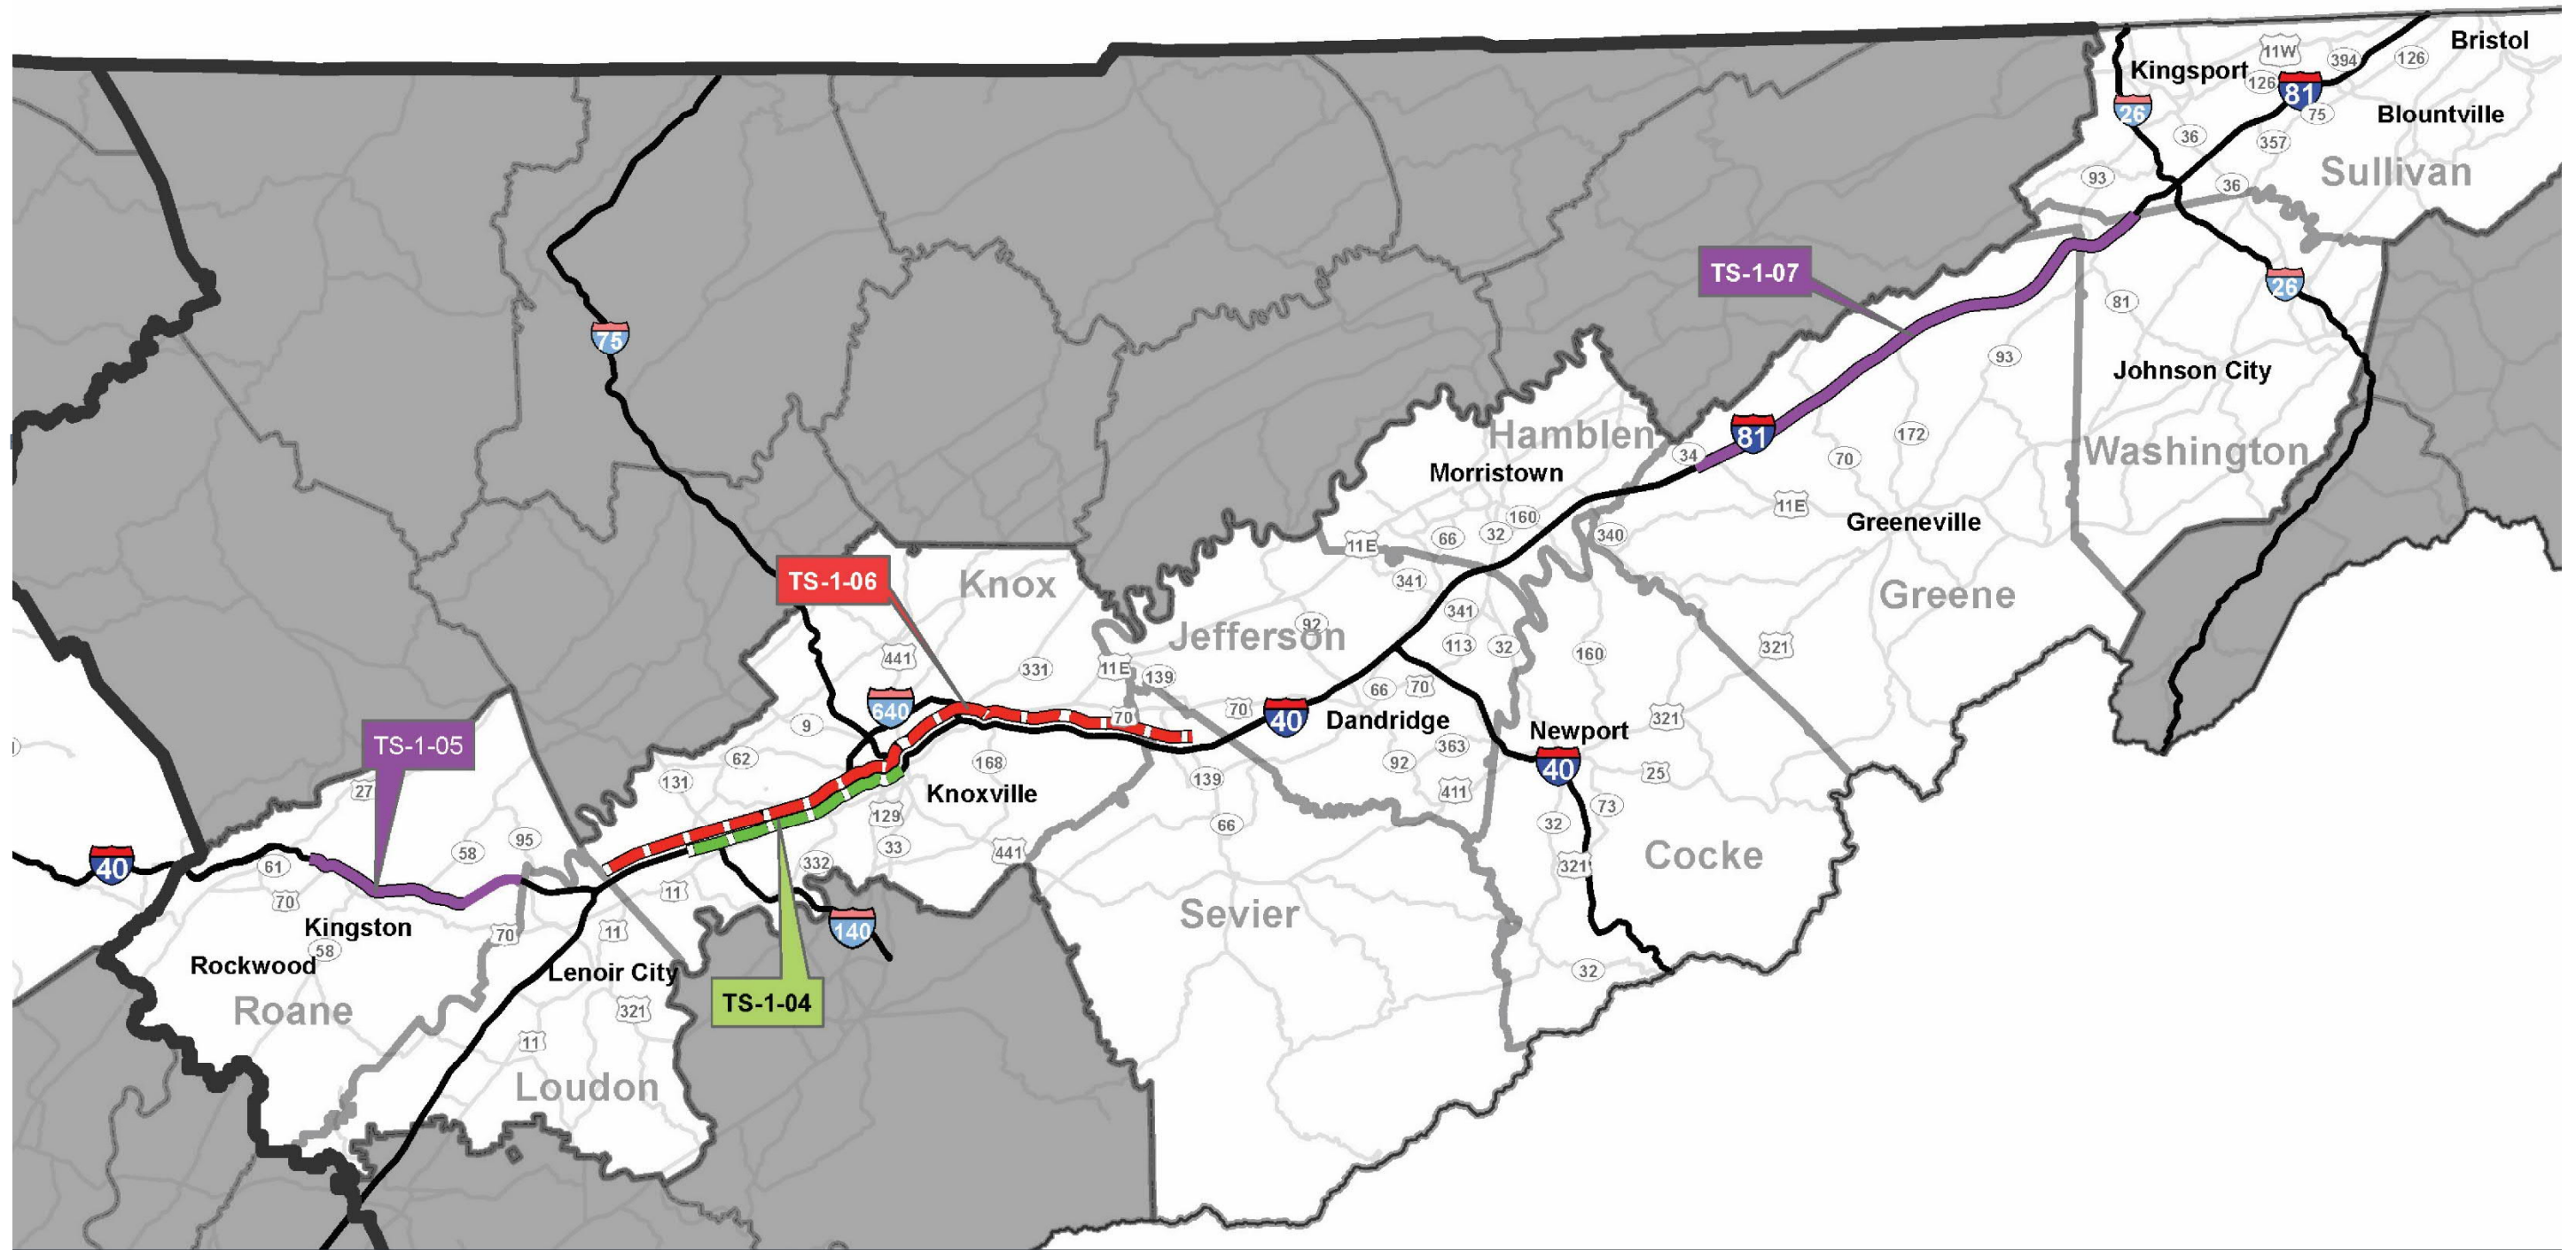 11W
394
126
Bristol
Kingsport
126
81
26
75
Blountville
36
357
Sullivan
93
36
TS-1-07
26
81
75
93
Johnson City
Hamblen
81
172
34
70
Washington
Morristown
160
11E
Greeneville
66
32
340
11E
TS-1-06
Knox
341
Greene
341
92
Jefferson
113
32
321
441
160
331
11E
139
66
70
640
70
70
40
Dandridge
321
9
Newport
TS-1-05
363
62
168
40
131
139
92
25
27
Knoxville
411
73
129
66
32
95
33
58
441
332
Cocke
40
61
321
11
70
Sevier
Kingston
140
11
70
58
Rockwood
Lenoir City
32
TS-1-04
Roane
321
11
Loudon